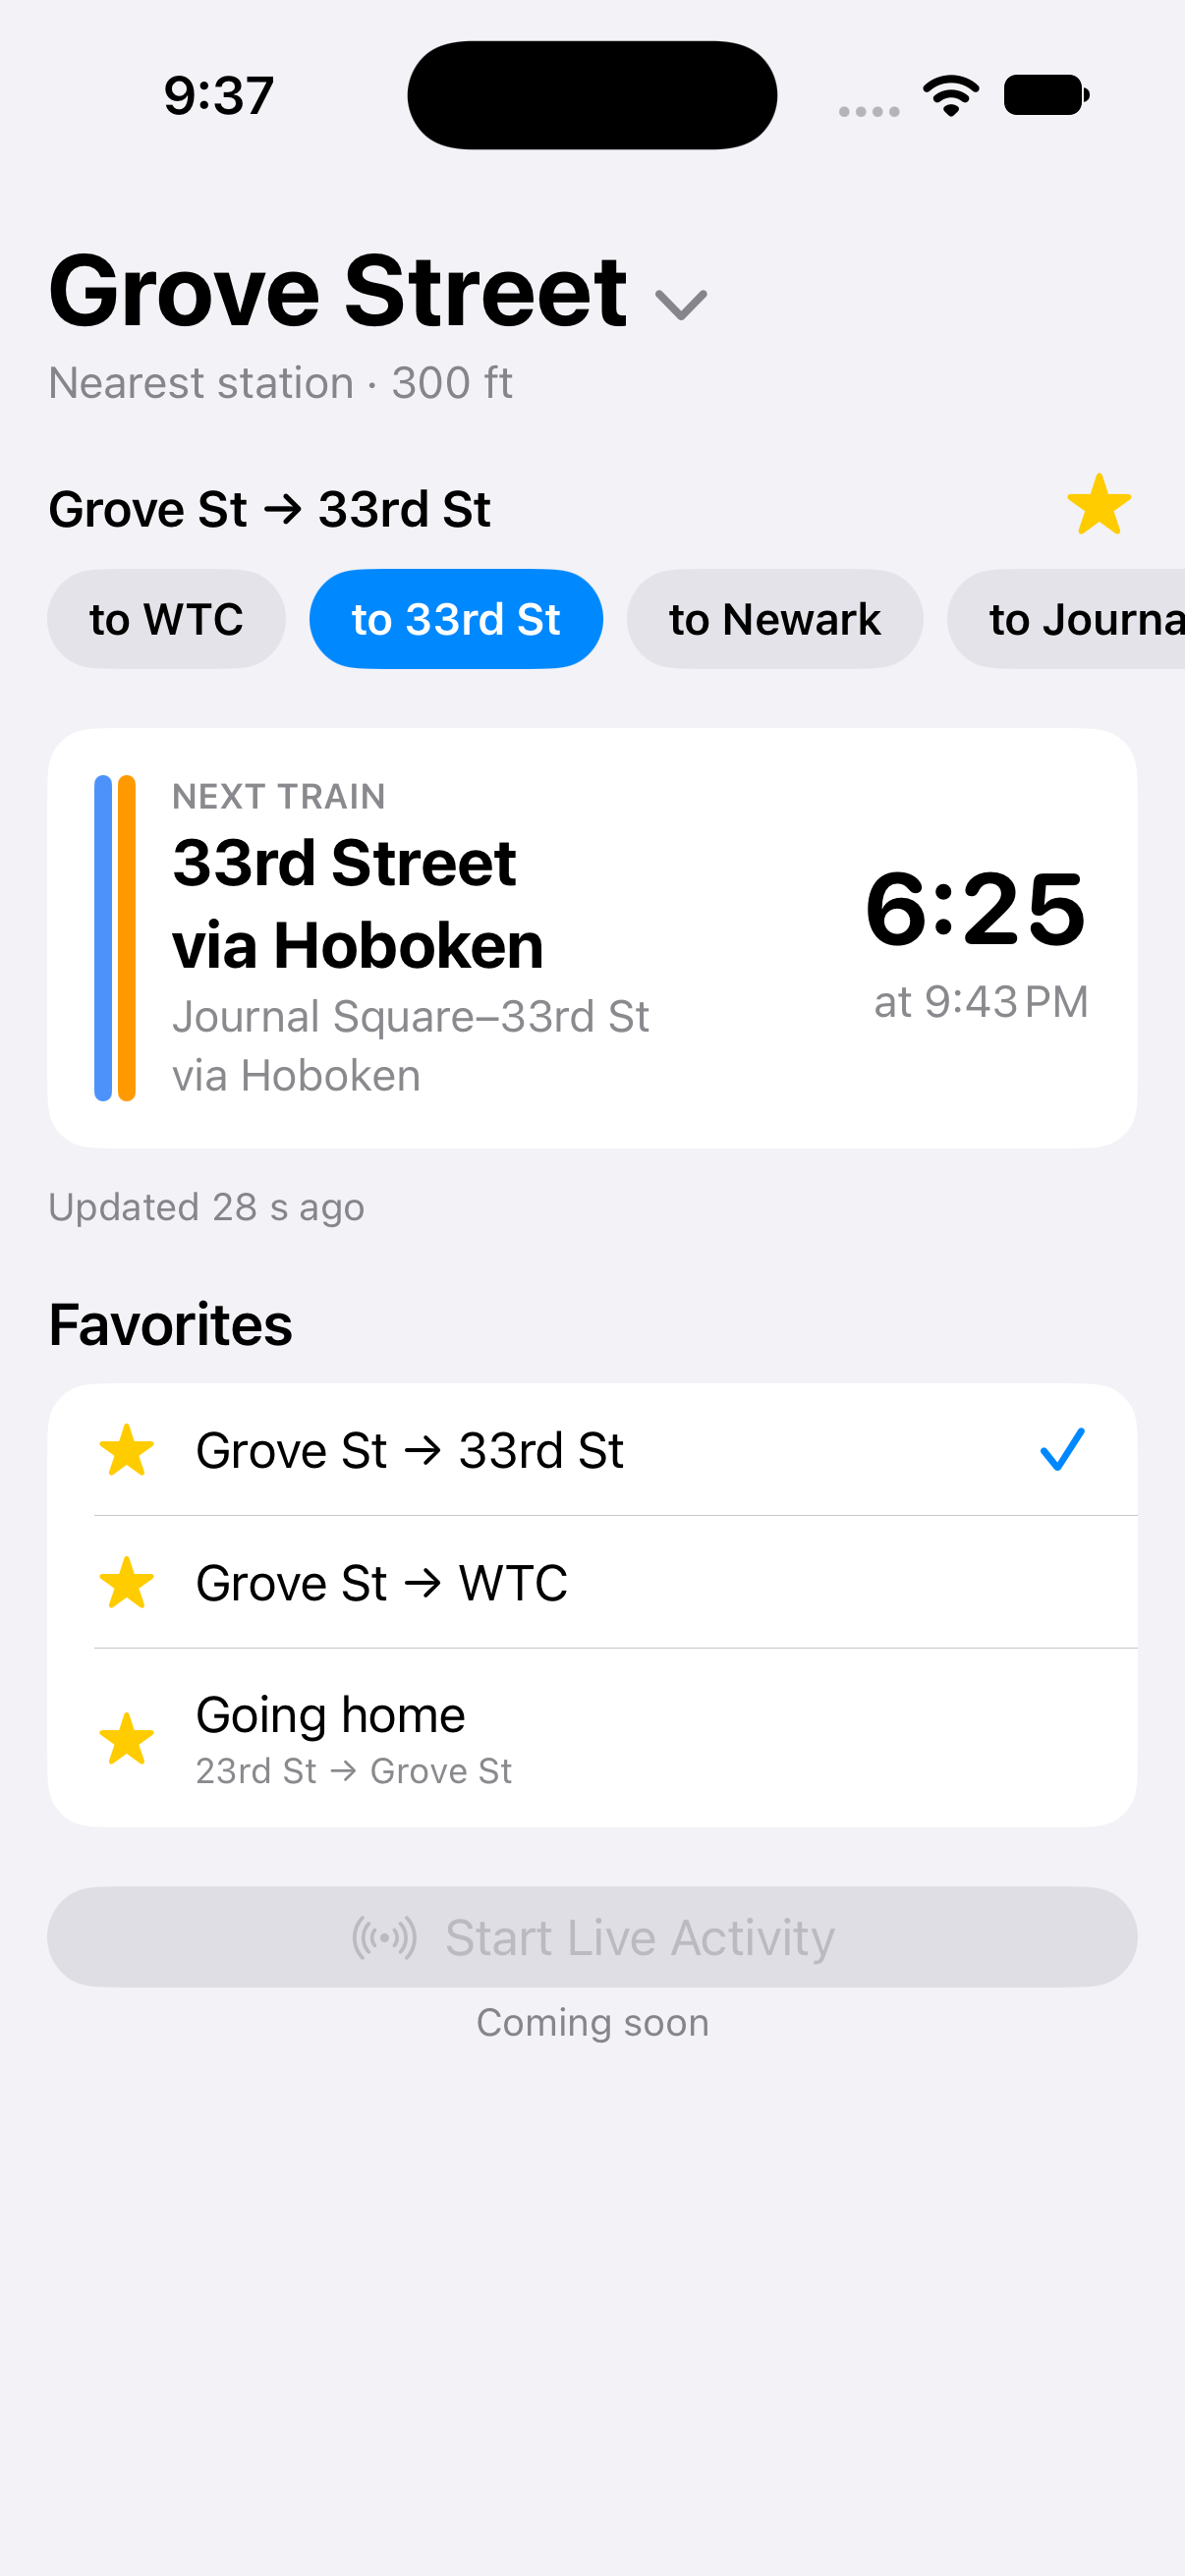 9:37
Grove Street
Nearest station · 300 ft
Grove St → 33rd St
to WTC
to 33rd St
to Newark
to Journa
NEXT TRAIN
33rd Street
via Hoboken
Journal Square–33rd St
via Hoboken
6:25
at 9:43 PM
Updated 28 s ago
Favorites
Grove St → 33rd St
Grove St → WTC
Going home
23rd St → Grove St
Start Live Activity
Coming soon